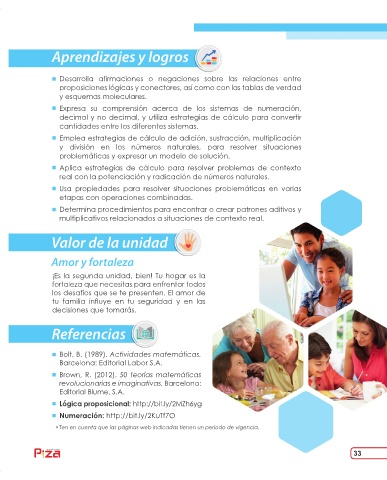 Aprendizajes y logros
Desarrolla afirmaciones o negaciones sobre las relaciones entre
proposiciones lógicas y conectores, así como con las tablas de verdad
y esquemas moleculares.
Expresa su comprensión acerca de los sistemas de numeración,
decimal y no decimal, y utiliza estrategias de cálculo para convertir
cantidades entre los diferentes sistemas.
Emplea estrategias de cálculo de adición, sustracción, multiplicación
y división en los números naturales, para resolver situaciones
problemáticas y expresar un modelo de solución.
Aplica estrategias de cálculo para resolver problemas de contexto
real con la potenciación y radicación de números naturales.
Usa propiedades para resolver situaciones problemáticas en varias
etapas con operaciones combinadas.
Determina procedimientos para encontrar o crear patrones aditivos y
multiplicativos relacionados a situaciones de contexto real.
Valor de la unidad
Amor y fortaleza
¡Es la segunda unidad, bien! Tu hogar es la
fortaleza que necesitas para enfrentar todos
los desafíos que se te presenten. El amor de
tu familia influye en tu seguridad y en las
decisiones que tomarás.
Referencias
Bolt, B. (1989). Actividades matemáticas.
Barcelona: Editorial Labor S.A.
Brown, R. (2012). 50 teorías matemáticas
revolucionarias e imaginativas. Barcelona:
Editorial Blume, S.A.
Lógica proposicional: http://bit.ly/2MZh6yg
Numeración: http://bit.ly/2KuTf7O
*Ten en cuenta que las páginas web indicadas tienen un periodo de vigencia.
Pizza
33